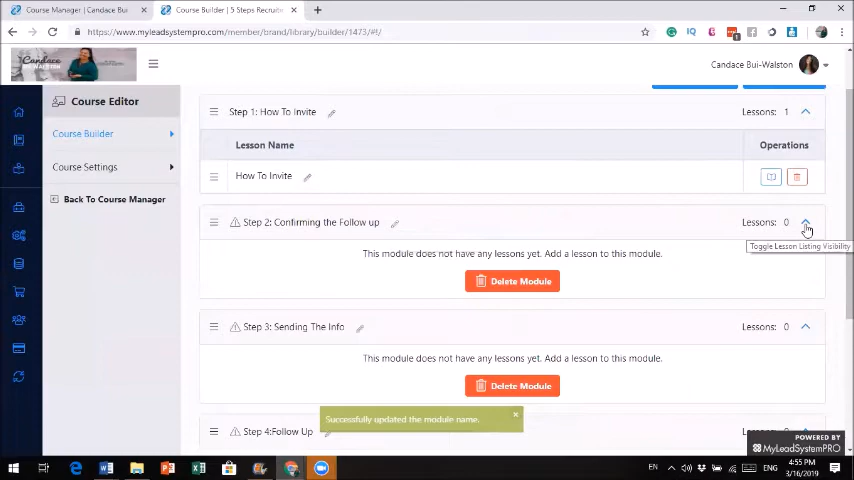 Course Manager | Candace Bui
Course Builder | 5 Steps Recruite
https://www.myleadsystempro.com/member/brand/library/builder/1473/#!/
Candace
Bui-Walston
Candace Bui-Walston
Course Editor
Course Builder
Course Settings
Back To Course Manager
Step 1: How To Invite
Lessons: 1
Lesson Name
Operations
How To Invite
Step 2: Confirming the Follow up
Lessons: 0
Toggle Lesson Listing Visibility
This module does not have any lessons yet. Add a lesson to this module.
Delete Module
Step 3: Sending The Info
Lessons: 0
This module does not have any lessons yet. Add a lesson to this module.
Delete Module
Successfully updated the module name.
Step 4:Follow Up
POWERED BY
MyLeadSystemPRO
EN
ENG
4:55 PM
3/16/2019